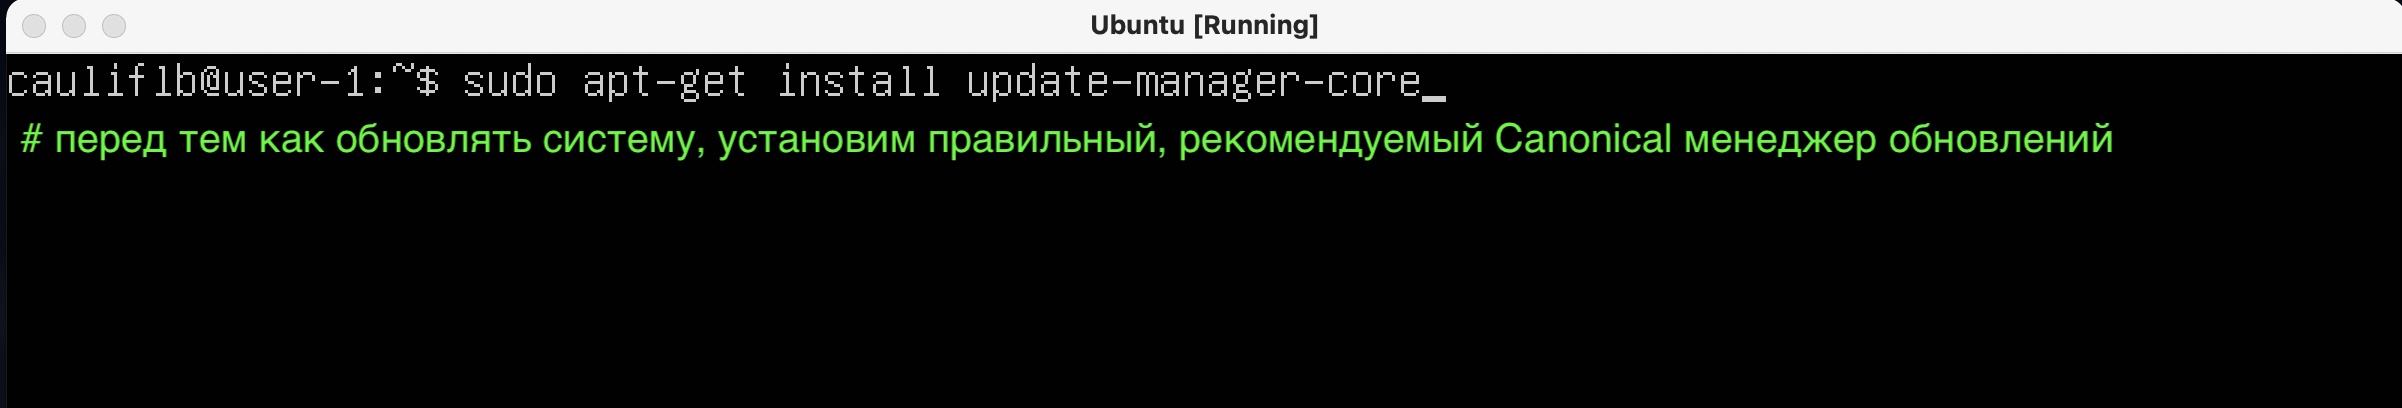 Ubuntu [Running]
cauliflb@user-1:~$ sudo apt-get install update-manager-core_
# перед тем как обновлять систему, установим правильный, рекомендуемый Canonical менеджер обновлений